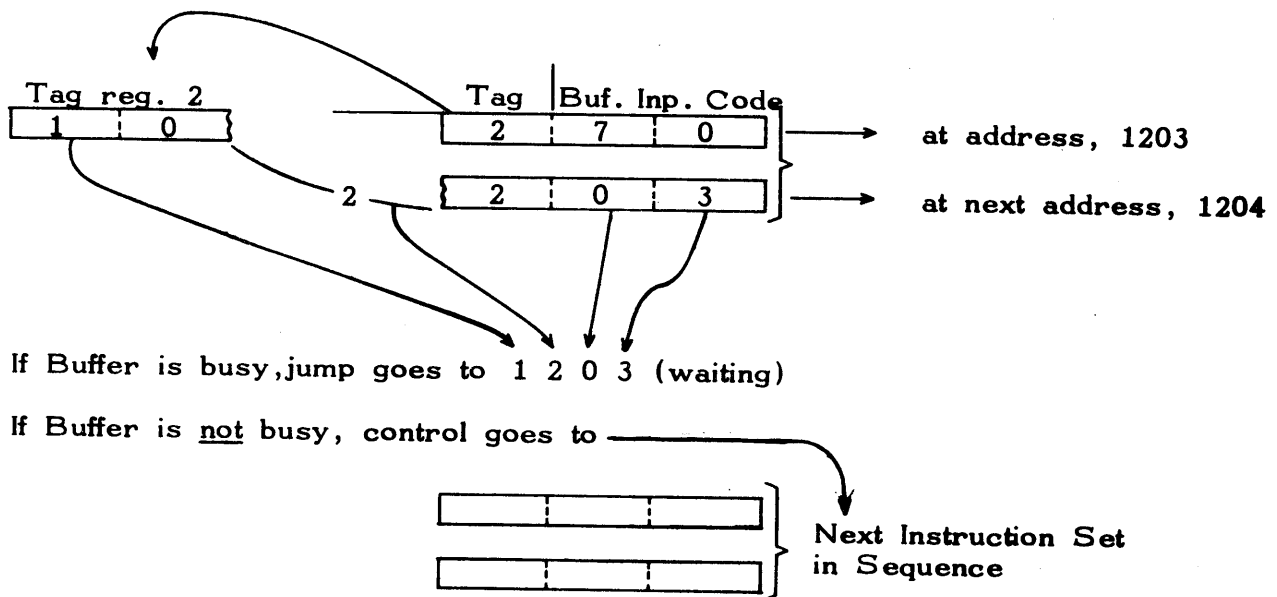 Tag reg. 2
Tag Buf. Inp. Code
1 0
2 7 0
at address, 1203
2
2 0 3
at next address, 1204
If Buffer is busy, jump goes to 1 2 0 3 (waiting)
If Buffer is not busy, control goes to
Next Instruction Set
in Sequence